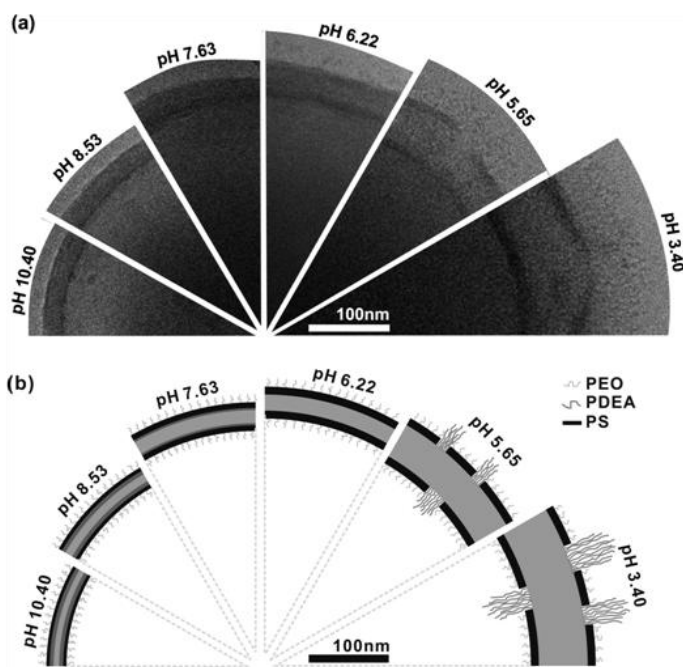 (a)
pH 10.40
pH 8.53
pH 7.63
pH 6.22
pH 5.65
pH 3.40
100nm
(b)
pH 10.40
pH 8.53
pH 7.63
pH 6.22
pH 5.65
pH 3.40
PEO
PDEA
PS
100nm